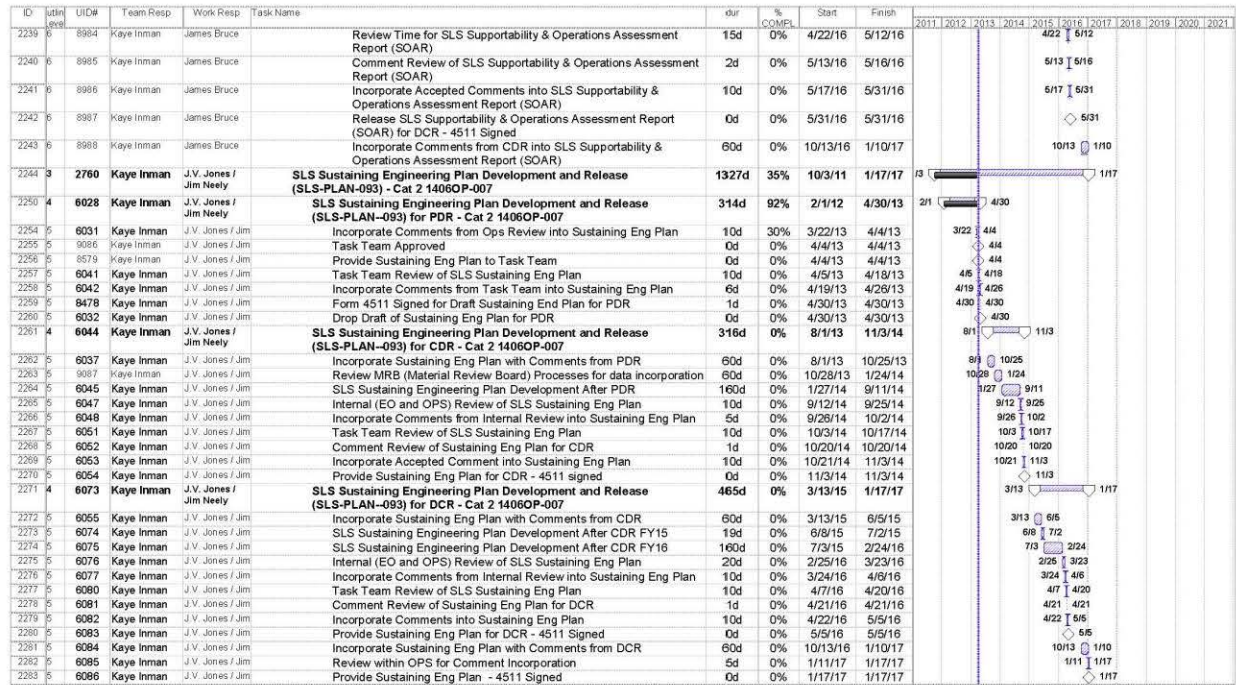 ID Outlin Leve UID# Team Resp Work Resp Task Name dur % COMPL Start Finish 2011 2012 2013 2014 2015 2016 2017 2018 2019 2020 2021
2239 6 8984 Kaye Inman James Bruce Review Time for SLS Supportability & Operations Assessment 15d 0% 4/22/16 5/12/16 4/22 5/12
Report (SOAR)
2240 6 8985 Kaye Inman James Bruce Comment Review of SLS Supportability & Operations Assessment 2d 0% 5/13/16 5/16/16 5/13 5/16
Report (SOAR)
2241 6 8986 Kaye Inman James Bruce Incorporate Accepted Comments into SLS Supportability & 10d 0% 5/17/16 5/31/16 5/17 5/31
Operations Assessment Report (SOAR)
2242 6 8987 Kaye Inman James Bruce Release SLS Supportability & Operations Assessment Report 0d 0% 5/31/16 5/31/16 5/31
(SOAR) for DCR - 4511 Signed
2243 6 8988 Kaye Inman James Bruce Incorporate Comments from CDR into SLS Supportability & 60d 0% 10/13/16 1/10/17 10/13 1/10
Operations Assessment Report (SOAR)
2244 3 2760 Kaye Inman J.V. Jones / SLS Sustaining Engineering Plan Development and Release 1327d 35% 10/3/11 1/17/17 /3 1/17
Jim Neely (SLS-PLAN-093) - Cat 2 1406OP-007
2250 4 6028 Kaye Inman J.V. Jones / SLS Sustaining Engineering Plan Development and Release 314d 92% 2/1/12 4/30/13 2/1 4/30
Jim Neely (SLS-PLAN--093) for PDR - Cat 2 1406OP-007
2254 5 6031 Kaye Inman J.V. Jones / Jim Incorporate Comments from Ops Review into Sustaining Eng Plan 10d 30% 3/22/13 4/4/13 3/22 4/4
2255 5 9086 Kaye Inman J.V. Jones / Jim Task Team Approved 0d 0% 4/4/13 4/4/13 4/4
2256 5 8579 Kaye Inman J.V. Jones / Jim Provide Sustaining Eng Plan to Task Team 0d 0% 4/4/13 4/4/13 4/4
2257 5 6041 Kaye Inman J.V. Jones / Jim Task Team Review of SLS Sustaining Eng Plan 10d 0% 4/5/13 4/18/13 4/5 4/18
2258 5 6042 Kaye Inman J.V. Jones / Jim Incorporate Comments from Task Team into Sustaining Eng Plan 6d 0% 4/19/13 4/26/13 4/19 4/26
2259 5 8478 Kaye Inman J.V. Jones / Jim Form 4511 Signed for Draft Sustaining End Plan for PDR 1d 0% 4/30/13 4/30/13 4/30 4/30
2260 5 6032 Kaye Inman J.V. Jones / Jim Drop Draft of Sustaining Eng Plan for PDR 0d 0% 4/30/13 4/30/13 4/30
2261 4 6044 Kaye Inman J.V. Jones / SLS Sustaining Engineering Plan Development and Release 316d 0% 8/1/13 11/3/14 8/1 11/3
Jim Neely (SLS-PLAN--093) for CDR - Cat 2 1406OP-007
2262 5 6037 Kaye Inman J.V. Jones / Jim Incorporate Sustaining Eng Plan with Comments from PDR 60d 0% 8/1/13 10/25/13 8/1 10/25
2263 5 9087 Kaye Inman J.V. Jones / Jim Review MRB (Material Review Board) Processes for data incorporation 60d 0% 10/28/13 1/24/14 10/28 1/24
2264 5 6045 Kaye Inman J.V. Jones / Jim SLS Sustaining Engineering Plan Development After PDR 160d 0% 1/27/14 9/11/14 1/27 9/11
2265 5 6047 Kaye Inman J.V. Jones / Jim Internal (EO and OPS) Review of SLS Sustaining Eng Plan 10d 0% 9/12/14 9/25/14 9/12 9/25
2266 5 6048 Kaye Inman J.V. Jones / Jim Incorporate Comments from Internal Review into Sustaining Eng Plan 5d 0% 9/26/14 10/2/14 9/26 10/2
2267 5 6051 Kaye Inman J.V. Jones / Jim Task Team Review of SLS Sustaining Eng Plan 10d 0% 10/3/14 10/17/14 10/3 10/17
2268 5 6052 Kaye Inman J.V. Jones / Jim Comment Review of Sustaining Eng Plan for CDR 1d 0% 10/20/14 10/20/14 10/20 10/20
2269 5 6053 Kaye Inman J.V. Jones / Jim Incorporate Accepted Comment into Sustaining Eng Plan 10d 0% 10/21/14 11/3/14 10/21 11/3
2270 5 6054 Kaye Inman J.V. Jones / Jim Provide Sustaining Eng Plan for CDR - 4511 signed 0d 0% 11/3/14 11/3/14 11/3
2271 4 6073 Kaye Inman J.V. Jones / SLS Sustaining Engineering Plan Development and Release 465d 0% 3/13/15 1/17/17 3/13 1/17
Jim Neely (SLS-PLAN--093) for DCR - Cat 2 1406OP-007
2272 5 6055 Kaye Inman J.V. Jones / Jim Incorporate Sustaining Eng Plan with Comments from CDR 60d 0% 3/13/15 6/5/15 3/13 6/5
2273 5 6074 Kaye Inman J.V. Jones / Jim SLS Sustaining Engineering Plan Development After CDR FY15 19d 0% 6/8/15 7/2/15 6/8 7/2
2274 5 6075 Kaye Inman J.V. Jones / Jim SLS Sustaining Engineering Plan Development After CDR FY16 160d 0% 7/3/15 2/24/16 7/3 2/24
2275 5 6076 Kaye Inman J.V. Jones / Jim Internal (EO and OPS) Review of SLS Sustaining Eng Plan 20d 0% 2/25/16 3/23/16 2/25 3/23
2276 5 6077 Kaye Inman J.V. Jones / Jim Incorporate Comments from Internal Review into Sustaining Eng Plan 10d 0% 3/24/16 4/6/16 3/24 4/6
2277 5 6080 Kaye Inman J.V. Jones / Jim Task Team Review of SLS Sustaining Eng Plan 10d 0% 4/7/16 4/20/16 4/7 4/20
2278 5 6081 Kaye Inman J.V. Jones / Jim Comment Review of Sustaining Eng Plan for DCR 1d 0% 4/21/16 4/21/16 4/21 4/21
2279 5 6082 Kaye Inman J.V. Jones / Jim Incorporate Comments into Sustaining Eng Plan 10d 0% 4/22/16 5/5/16 4/22 5/5
2280 5 6083 Kaye Inman J.V. Jones / Jim Provide Sustaining Eng Plan for DCR - 4511 Signed 0d 0% 5/5/16 5/5/16 5/5
2281 5 6084 Kaye Inman J.V. Jones / Jim Incorporate Sustaining Eng Plan with Comments from DCR 60d 0% 10/13/16 1/10/17 10/13 1/10
2282 5 6085 Kaye Inman J.V. Jones / Jim Review within OPS for Comment Incorporation 5d 0% 1/11/17 1/17/17 1/11 1/17
2283 5 6086 Kaye Inman J.V. Jones / Jim Provide Sustaining Eng Plan - 4511 Signed 0d 0% 1/17/17 1/17/17 1/17